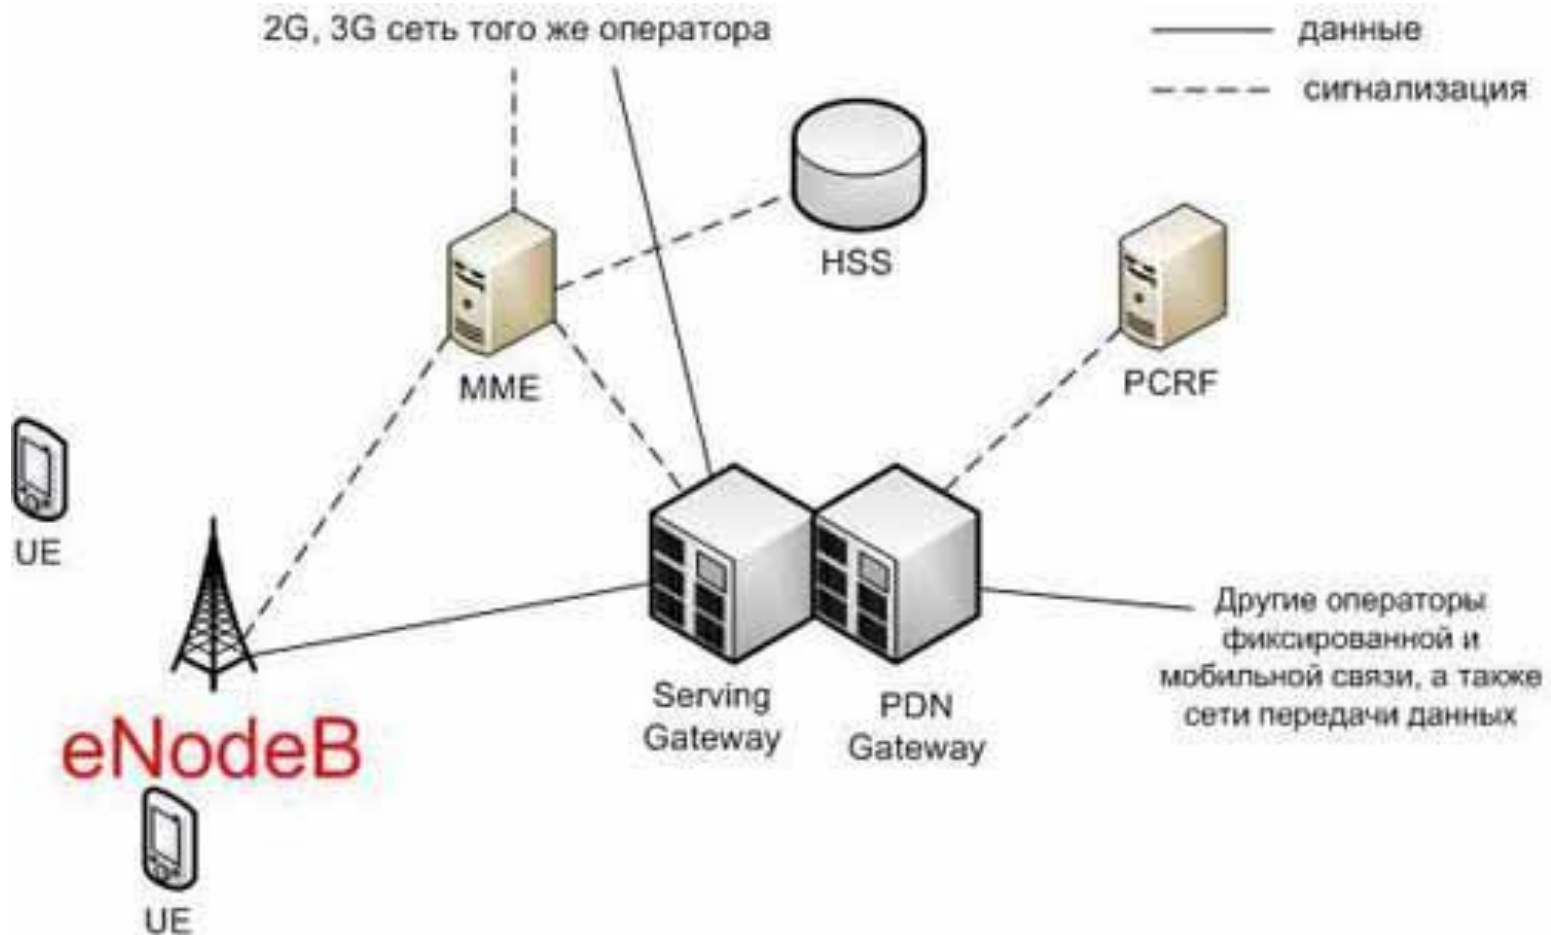 2G, 3G сеть того же оператора
данные
сигнализация
HSS
MME
PCRF
UE
eNodeB
UE
Serving
Gateway
PDN
Gateway
Другие операторы
фиксированной и
мобильной связи, а также
сети передачи данных